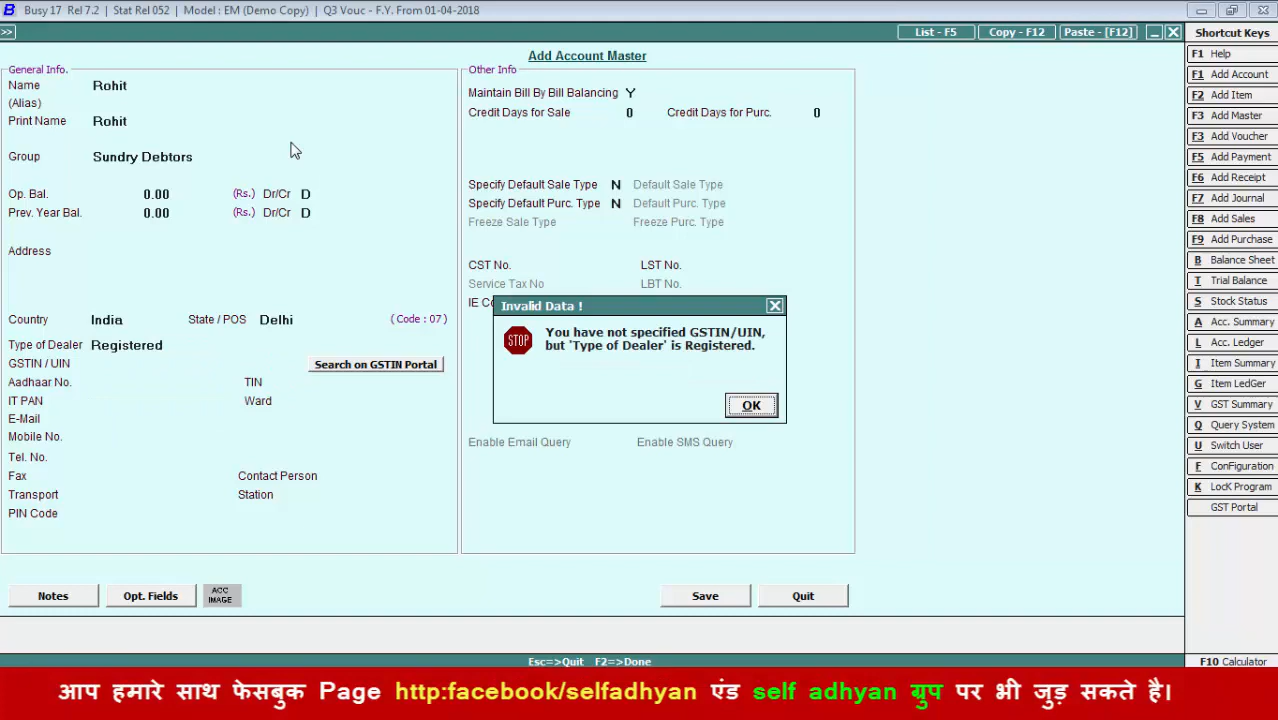 Busy 17 Rel 7.2 | Stat Rel 052 | Model : EM (Demo Copy) | Q3 Vouc - F.Y. From 01-04-2018
>> List - F5 Copy - F12 Paste - [F12]
Add Account Master
General Info.
Name Rohit
(Alias)
Print Name Rohit
Group Sundry Debtors
Op. Bal. 0.00 (Rs.) Dr/Cr D
Prev. Year Bal. 0.00 (Rs.) Dr/Cr D
Address
Country India State / POS Delhi ( Code : 07 )
Type of Dealer Registered
GSTIN / UIN Search on GSTIN Portal
Aadhaar No. TIN
IT PAN Ward
E-Mail
Mobile No.
Tel. No.
Fax Contact Person
Transport Station
PIN Code
Other Info
Maintain Bill By Bill Balancing Y
Credit Days for Sale 0 Credit Days for Purc. 0
Specify Default Sale Type N Default Sale Type
Specify Default Purc. Type N Default Purc. Type
Freeze Sale Type Freeze Purc. Type
CST No. LST No.
Service Tax No LBT No.
IE Co
Invalid Data !
STOP
You have not specified GSTIN/UIN,
but 'Type of Dealer' is Registered.
OK
Enable Email Query Enable SMS Query
Notes Opt. Fields ACC IMAGE Save Quit
Esc=>Quit F2=>Done
Shortcut Keys
F1 Help
F1 Add Account
F2 Add Item
F3 Add Master
F3 Add Voucher
F5 Add Payment
F6 Add Receipt
F7 Add Journal
F8 Add Sales
F9 Add Purchase
B Balance Sheet
T Trial Balance
S Stock Status
A Acc. Summary
L Acc. Ledger
I Item Summary
G Item LedGer
V GST Summary
Q Query System
U Switch User
F ConFiguration
K LocK Program
GST Portal
F10 Calculator
आप हमारे साथ फेसबुक Page http:facebook/selfadhyan एंड self adhyan ग्रुप पर भी जुड़ सकते है।